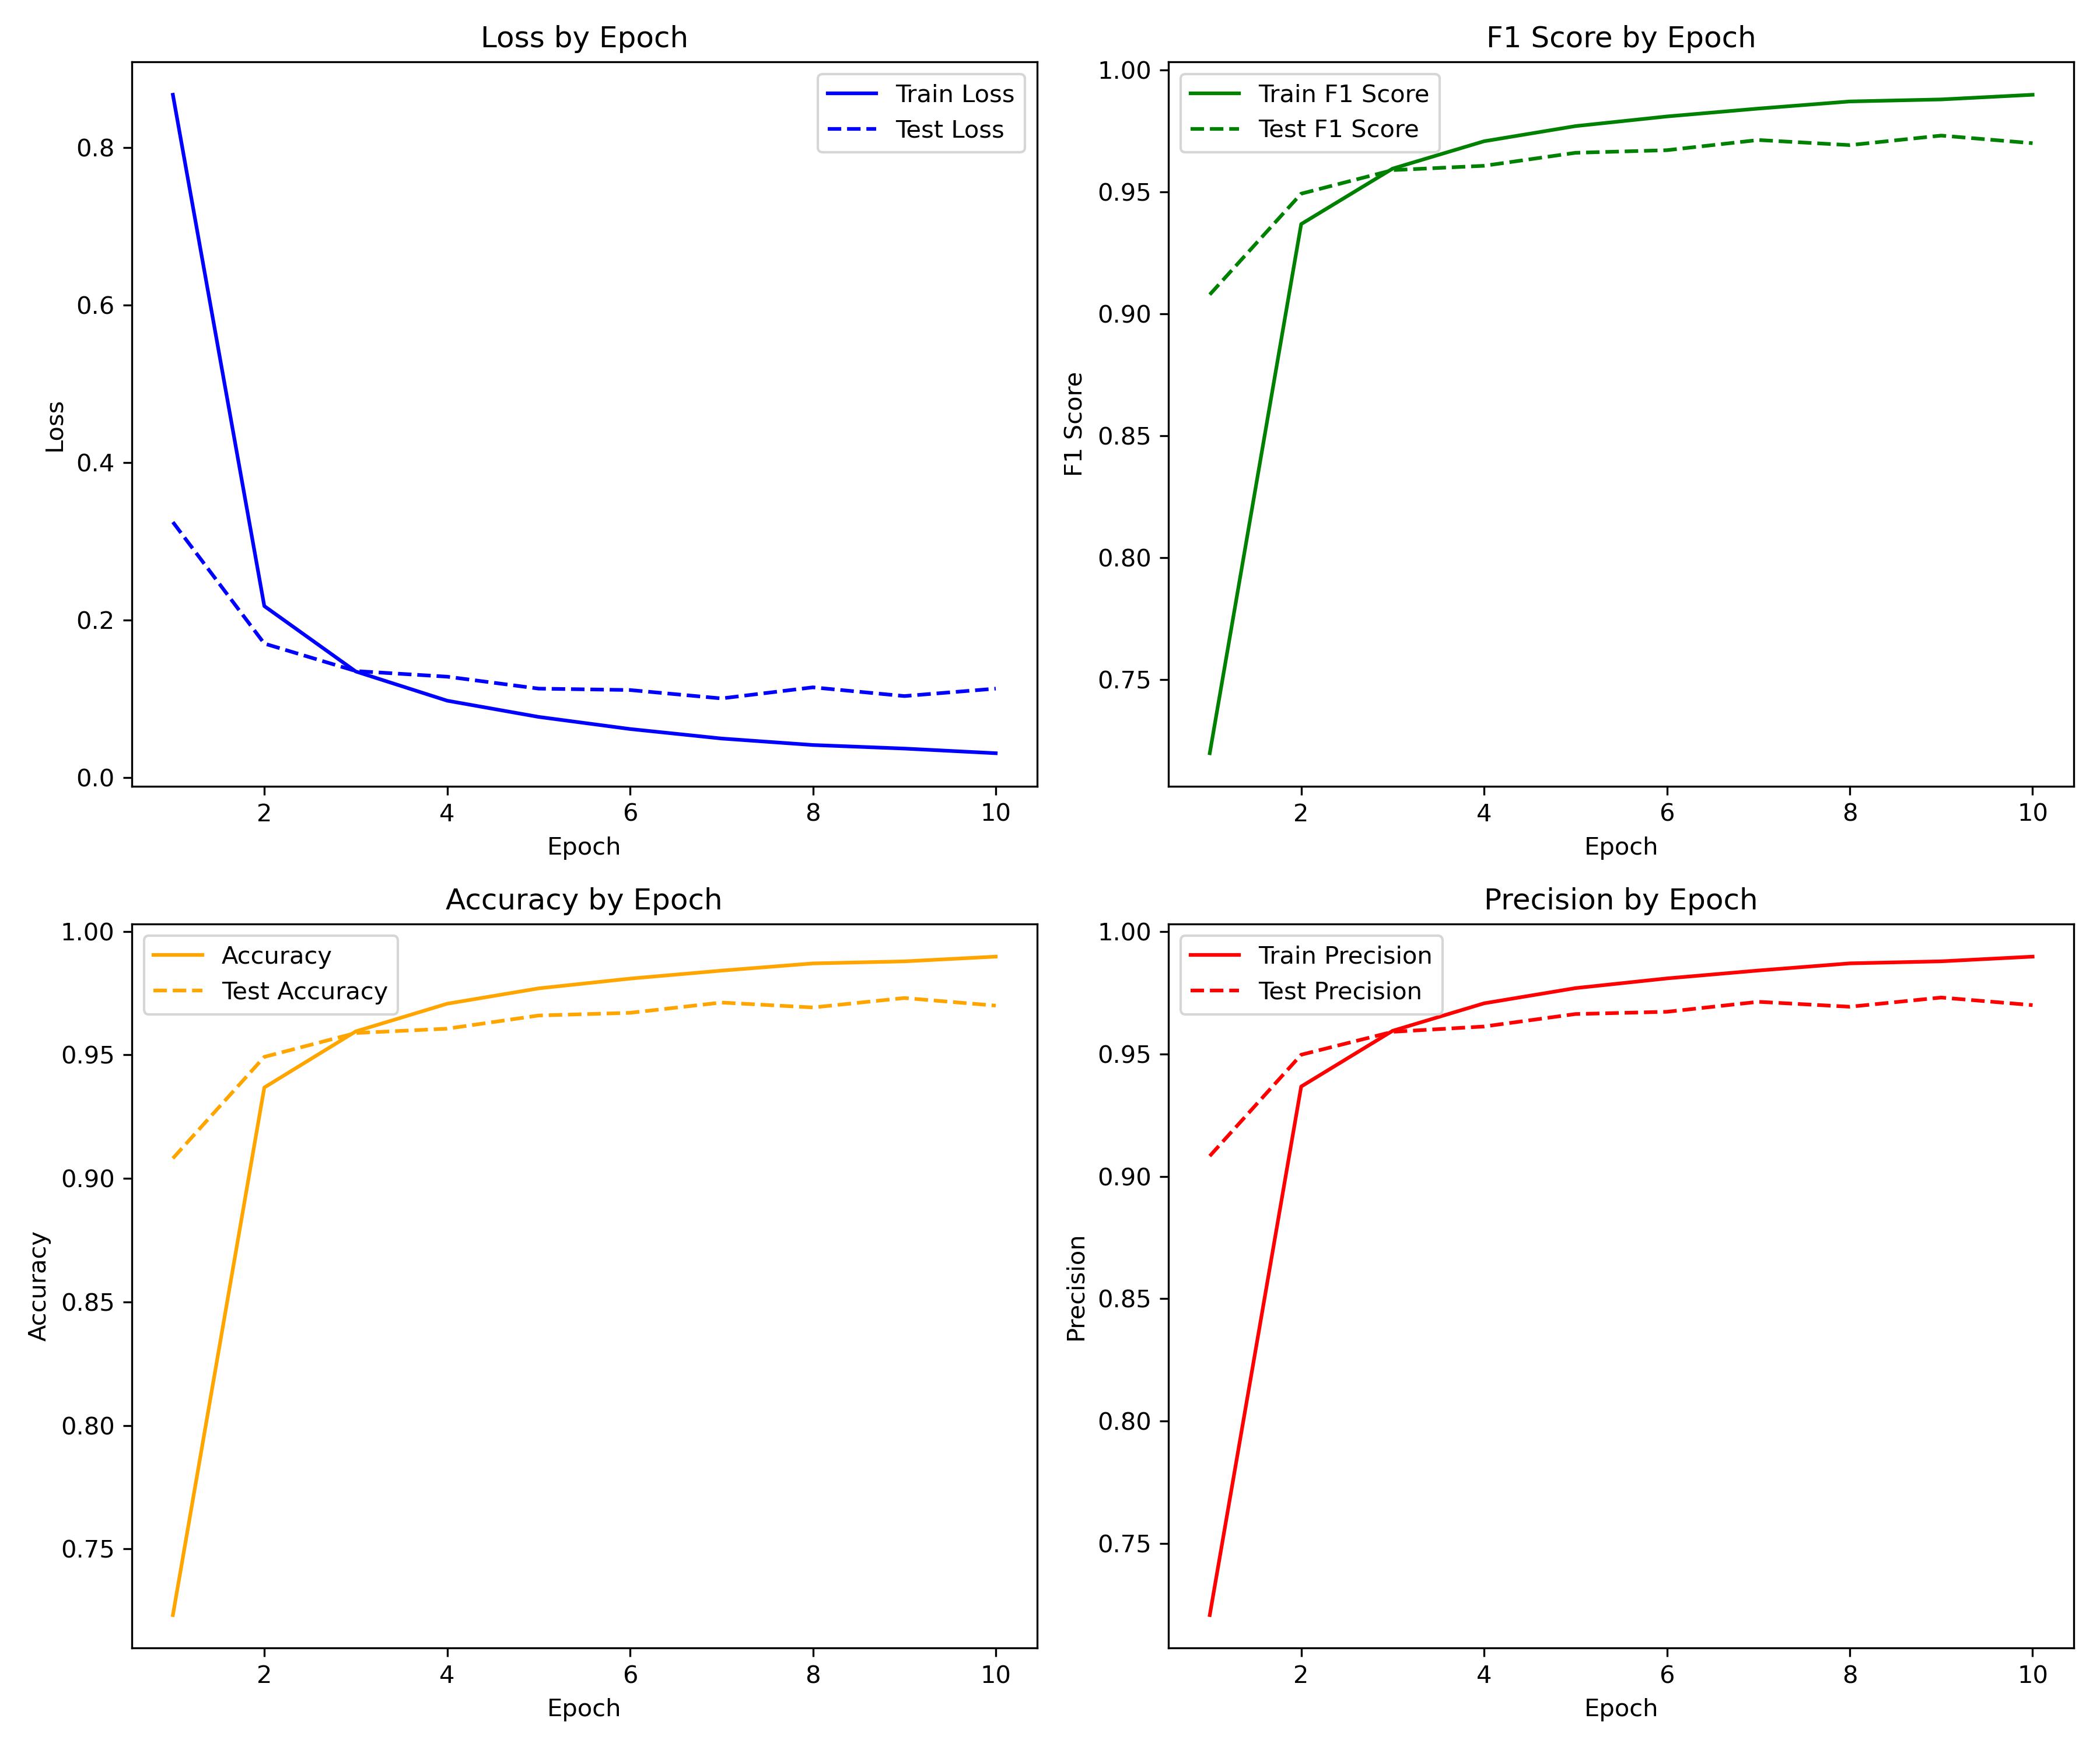 Loss by Epoch
Train Loss
Test Loss
0.8
0.6
0.4
0.2
0.0
Loss
2 4 6 8 10
Epoch
F1 Score by Epoch
Train F1 Score
Test F1 Score
1.00
0.95
0.90
0.85
0.80
0.75
F1 Score
2 4 6 8 10
Epoch
Accuracy by Epoch
Accuracy
Test Accuracy
1.00
0.95
0.90
0.85
0.80
0.75
Accuracy
2 4 6 8 10
Epoch
Precision by Epoch
Train Precision
Test Precision
1.00
0.95
0.90
0.85
0.80
0.75
Precision
2 4 6 8 10
Epoch